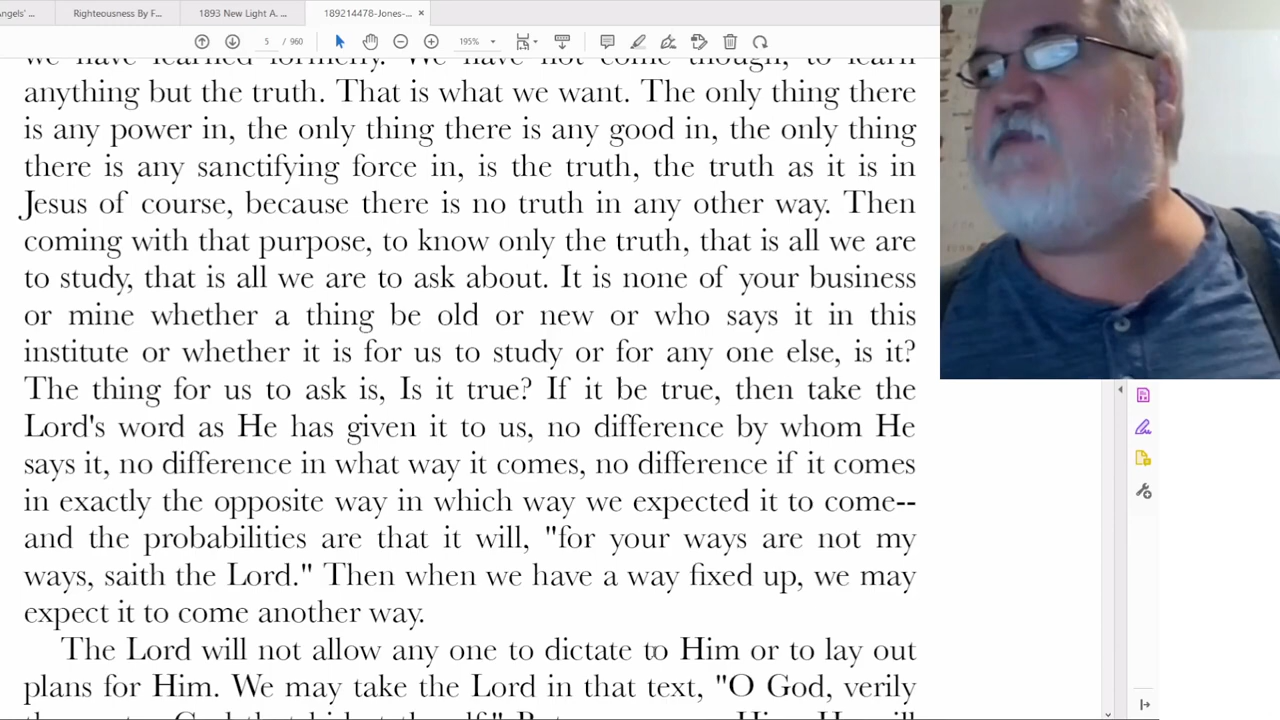 ngels' ... Righteousness By F... 1893 New Light A. ... 189214478-Jones-... ×
5 / 960 195%
we have learned formerly. We have not come though, to learn
anything but the truth. That is what we want. The only thing there
is any power in, the only thing there is any good in, the only thing
there is any sanctifying force in, is the truth, the truth as it is in
Jesus of course, because there is no truth in any other way. Then
coming with that purpose, to know only the truth, that is all we are
to study, that is all we are to ask about. It is none of your business
or mine whether a thing be old or new or who says it in this
institute or whether it is for us to study or for any one else, is it?
The thing for us to ask is, Is it true? If it be true, then take the
Lord's word as He has given it to us, no difference by whom He
says it, no difference in what way it comes, no difference if it comes
in exactly the opposite way in which way we expected it to come--
and the probabilities are that it will, "for your ways are not my
ways, saith the Lord." Then when we have a way fixed up, we may
expect it to come another way.
The Lord will not allow any one to dictate to Him or to lay out
plans for Him. We may take the Lord in that text, "O God, verily